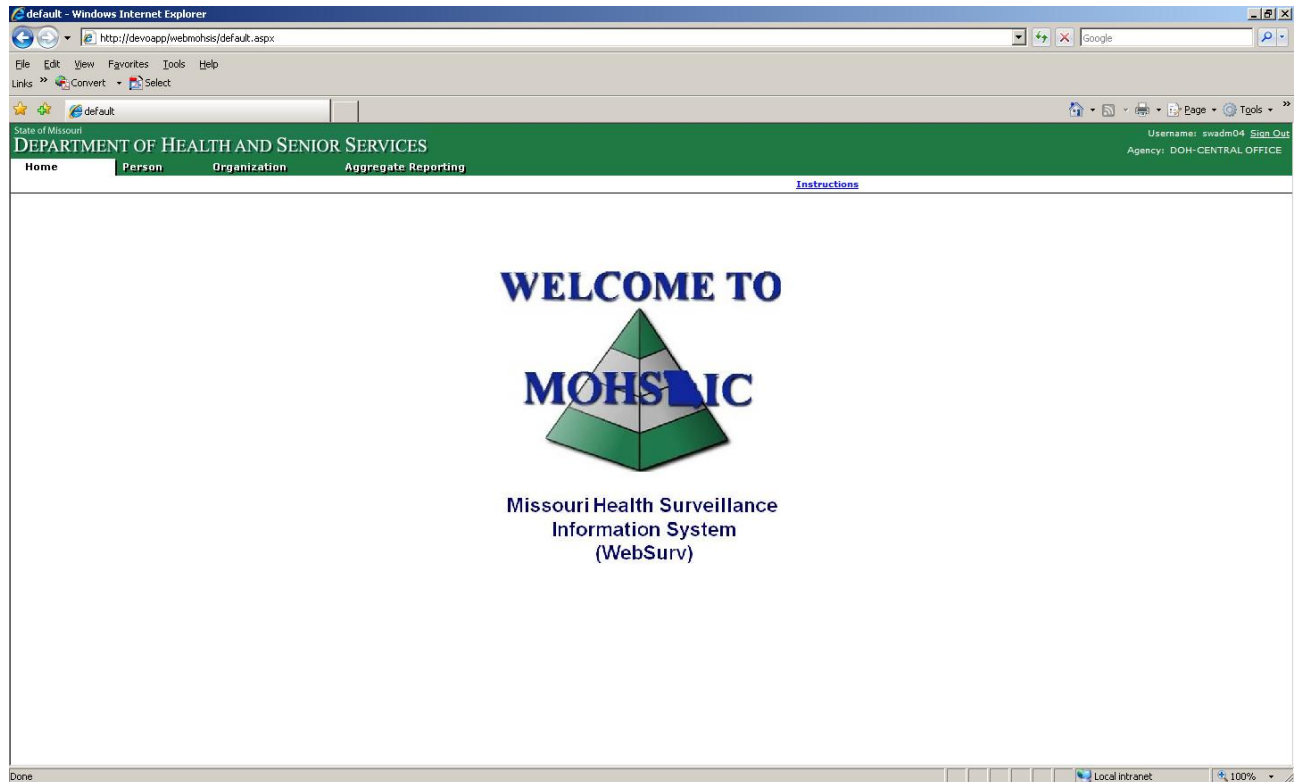 default - Windows Internet Explorer
http://devoapp/webmohsis/default.aspx
Google
File Edit View Favorites Tools Help
Links » Convert Select
default
Page Tools »
State of Missouri
DEPARTMENT OF HEALTH AND SENIOR SERVICES
Username: swadm04 Sign Out
Agency: DOH-CENTRAL OFFICE
Home Person Organization Aggregate Reporting
Instructions
WELCOME TO
MOHSAIC
Missouri Health Surveillance
Information System
(WebSurv)
Done
Local intranet
100%